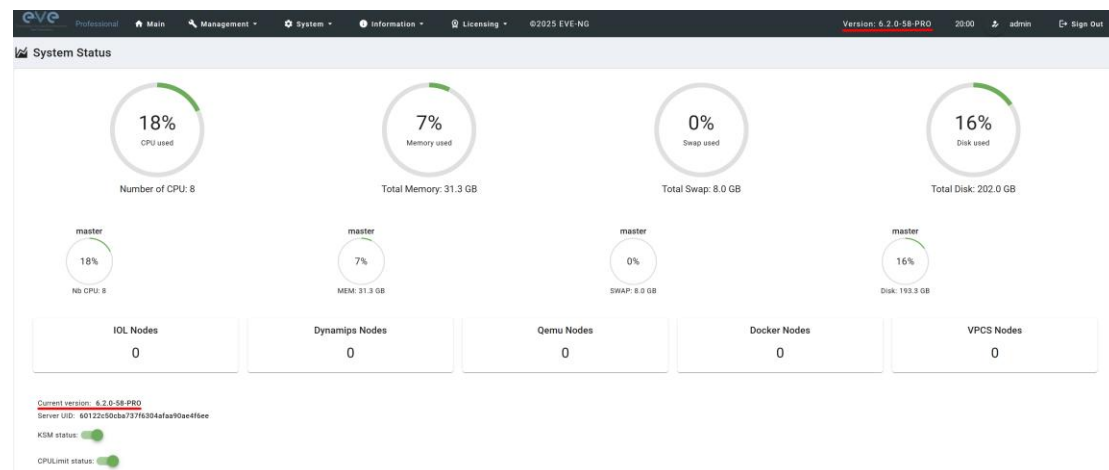 eve Professional Main Management System Information Licensing ©2025 EVE-NG Version: 6.2.0-58-PRO 20:00 admin Sign Out
System Status
18% 7% 0% 16%
CPU used Memory used Swap used Disk used
Number of CPU: 8 Total Memory: 31.3 GB Total Swap: 8.0 GB Total Disk: 202.0 GB
master master master master
18% 7% 0% 16%
Nb CPU: 8 MEM: 31.3 GB SWAP: 8.0 GB Disk: 193.3 GB
IOL Nodes Dynamips Nodes Qemu Nodes Docker Nodes VPCS Nodes
0 0 0 0 0
Current version: 6.2.0-58-PRO
Server UID: 60122c50cba737f6304afaa90ae4f6ee
KSM status:
CPULimit status: